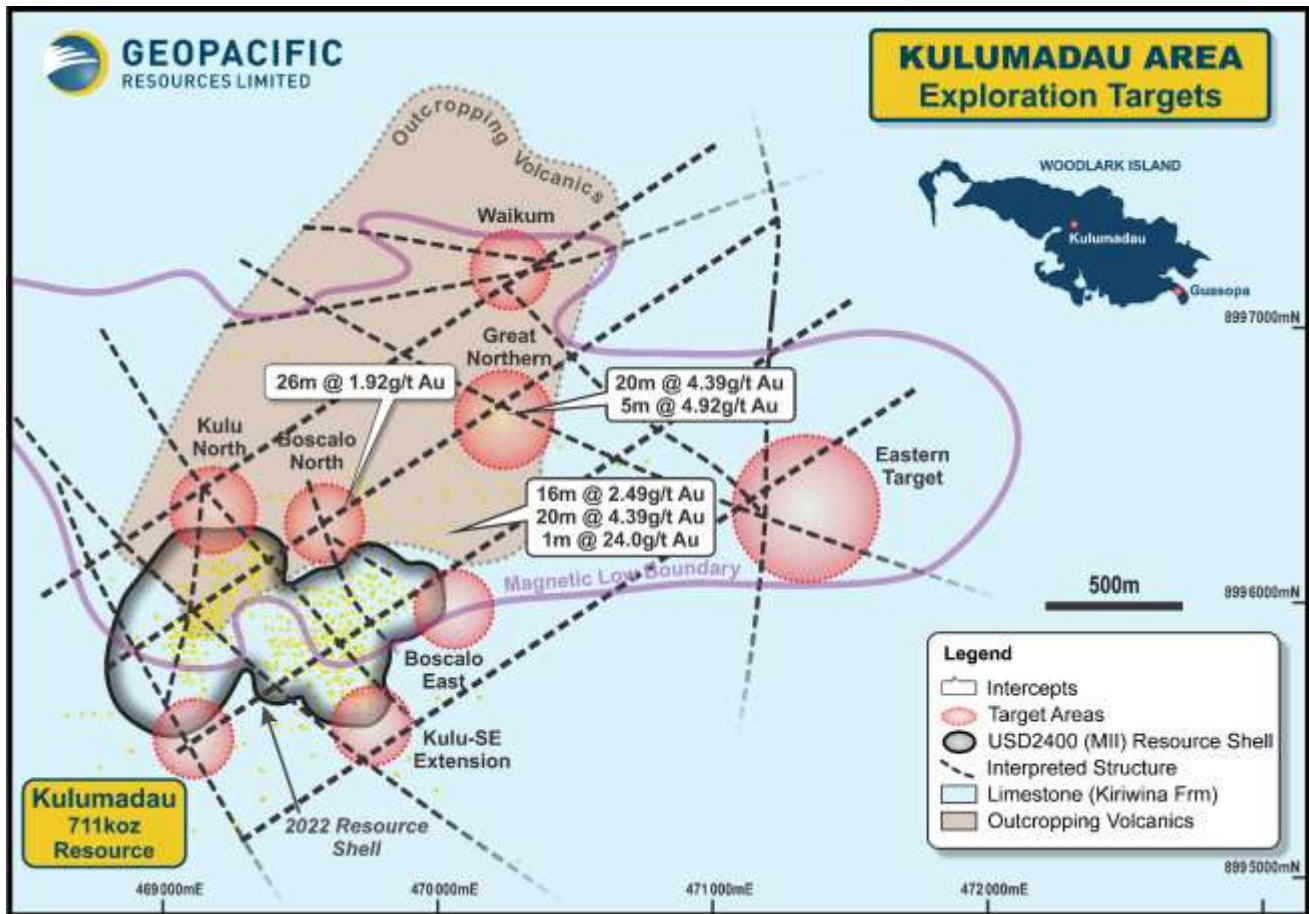 GEOPACIFIC
RESOURCES LIMITED
KULUMADAU AREA
Exploration Targets
Outcropping Volcanics
WOODLARK ISLAND
Kulumadau
Guasopa
Waikum
8997000mN
Great
Northern
26m @ 1.92g/t Au
20m @ 4.39g/t Au
5m @ 4.92g/t Au
Kulu
North
Boscalo
North
Eastern
Target
16m @ 2.49g/t Au
20m @ 4.39g/t Au
1m @ 24.0g/t Au
Magnetic Low Boundary
500m
8996000mN
Boscalo
East
Kulu-SE
Extension
Legend
Intercepts
Target Areas
USD2400 (MII) Resource Shell
Interpreted Structure
Limestone (Kiriwina Frm)
Outcropping Volcanics
Kulumadau
711koz
Resource
2022 Resource
Shell
8995000mN
469000mE
470000mE
471000mE
472000mE